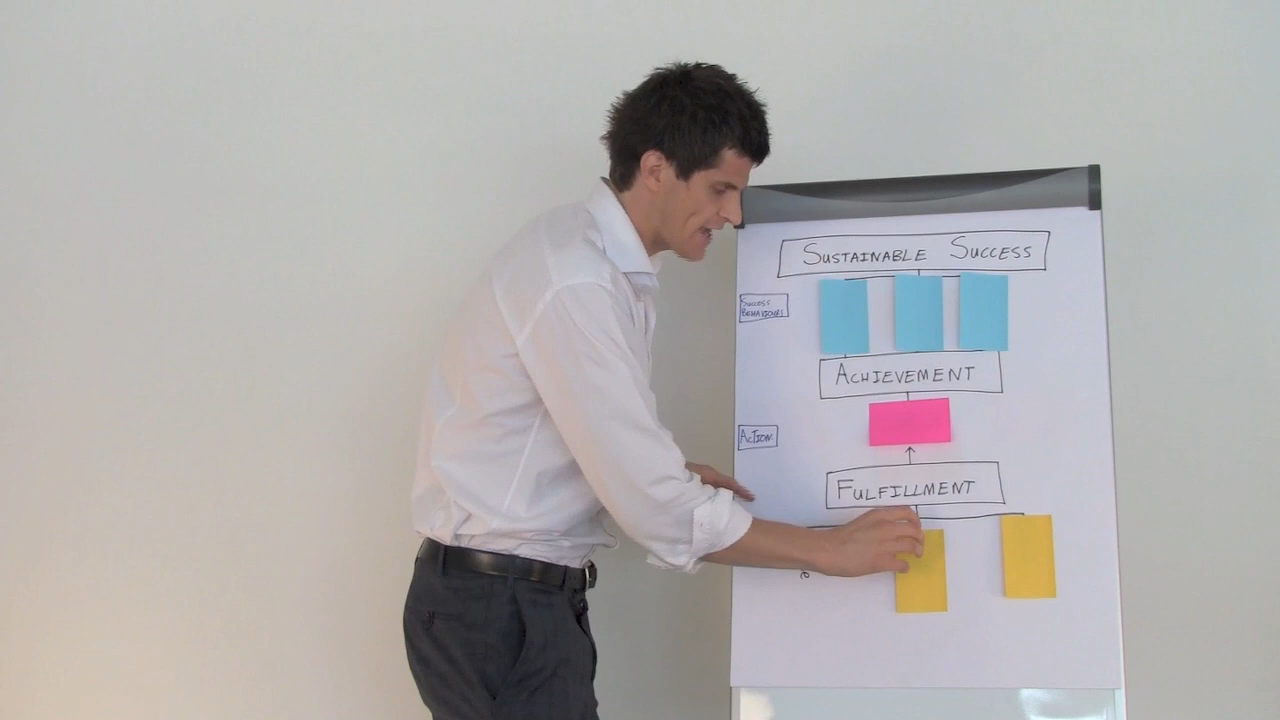 SUSTAINABLE SUCCESS
SUCCESS
BEHAVIOURS
ACHIEVEMENT
ACTION
FULFILLMENT
e